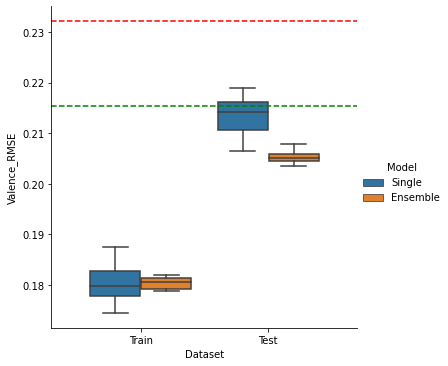 0.23
0.22
0.21
0.20
0.19
0.18
Valence_RMSE
Train
Test
Dataset
Model
Single
Ensemble